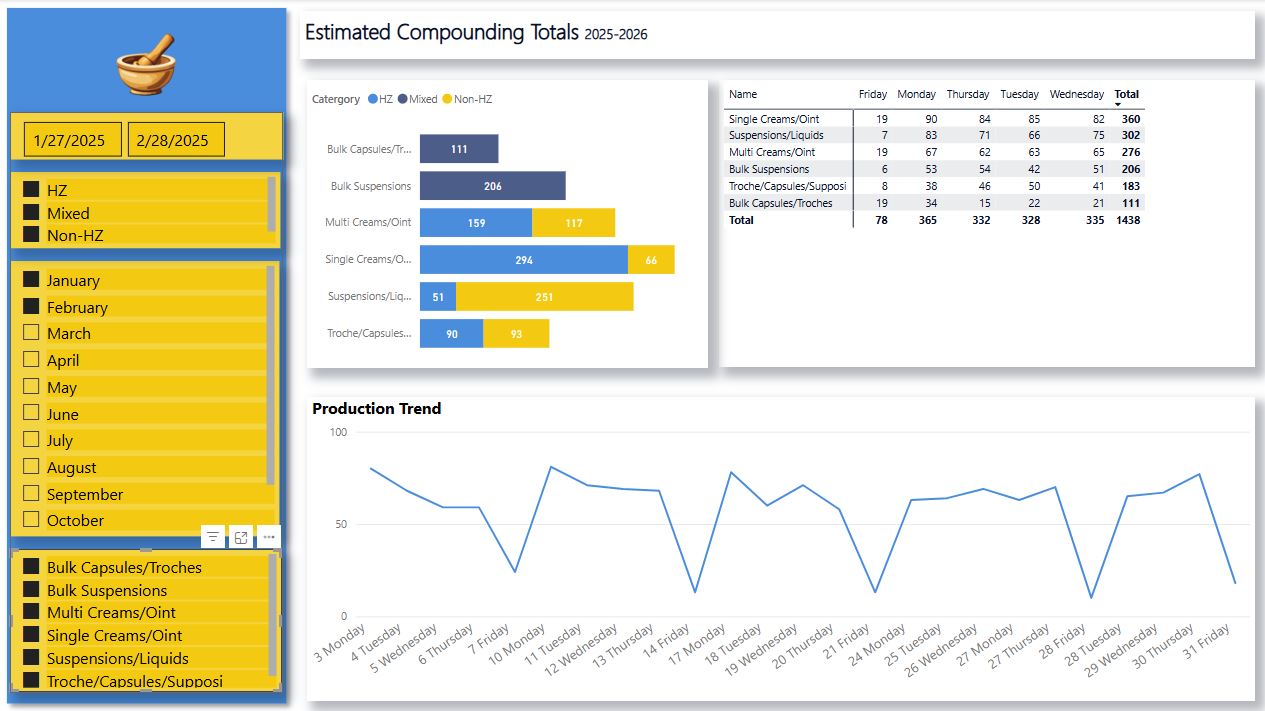 Estimated Compounding Totals 2025-2026
1/27/2025 2/28/2025
HZ
Mixed
Non-HZ
January
February
March
April
May
June
July
August
September
October
Bulk Capsules/Troches
Bulk Suspensions
Multi Creams/Oint
Single Creams/Oint
Suspensions/Liquids
Troche/Capsules/Supposi
Catergory HZ Mixed Non-HZ
Bulk Capsules/Tr... 111
Bulk Suspensions 206
Multi Creams/Oint 159 117
Single Creams/O... 294 66
Suspensions/Liq... 51 251
Troche/Capsules... 90 93
Name Friday Monday Thursday Tuesday Wednesday Total
Single Creams/Oint 19 90 84 85 82 360
Suspensions/Liquids 7 83 71 66 75 302
Multi Creams/Oint 19 67 62 63 65 276
Bulk Suspensions 6 53 54 42 51 206
Troche/Capsules/Supposi 8 38 46 50 41 183
Bulk Capsules/Troches 19 34 15 22 21 111
Total 78 365 332 328 335 1438
Production Trend
100
50
0
3 Monday
4 Tuesday
5 Wednesday
6 Thursday
7 Friday
10 Monday
11 Tuesday
12 Wednesday
13 Thursday
14 Friday
17 Monday
18 Tuesday
19 Wednesday
20 Thursday
21 Friday
24 Monday
25 Tuesday
26 Wednesday
27 Monday
27 Thursday
28 Friday
28 Tuesday
29 Wednesday
30 Thursday
31 Friday